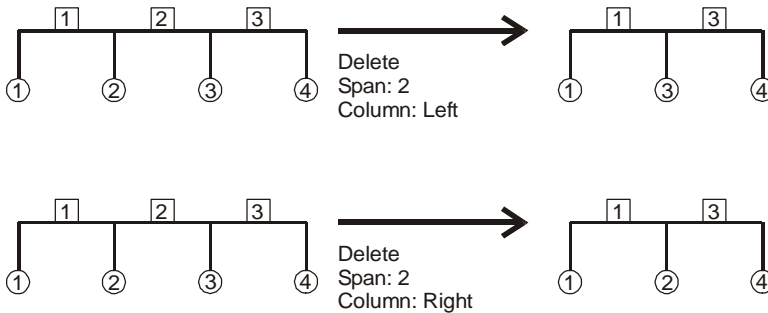 1 2 3 1 3
Delete
Span: 2
Column: Left
1 2 3 4 1 3 4
1 2 3 1 3
Delete
Span: 2
Column: Right
1 2 3 4 1 2 4